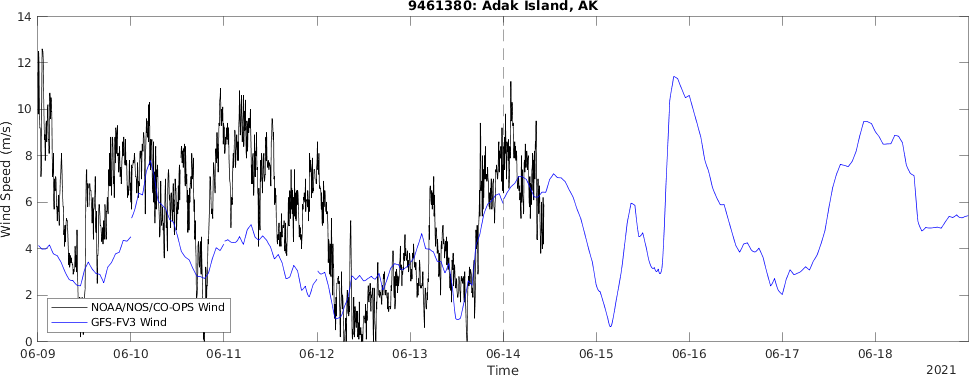 9461380: Adak Island, AK
14
12
10
8
6
4
2
0
Wind Speed (m/s)
NOAA/NOS/CO-OPS Wind
GFS-FV3 Wind
06-09 06-10 06-11 06-12 06-13 06-14 06-15 06-16 06-17 06-18
Time
2021